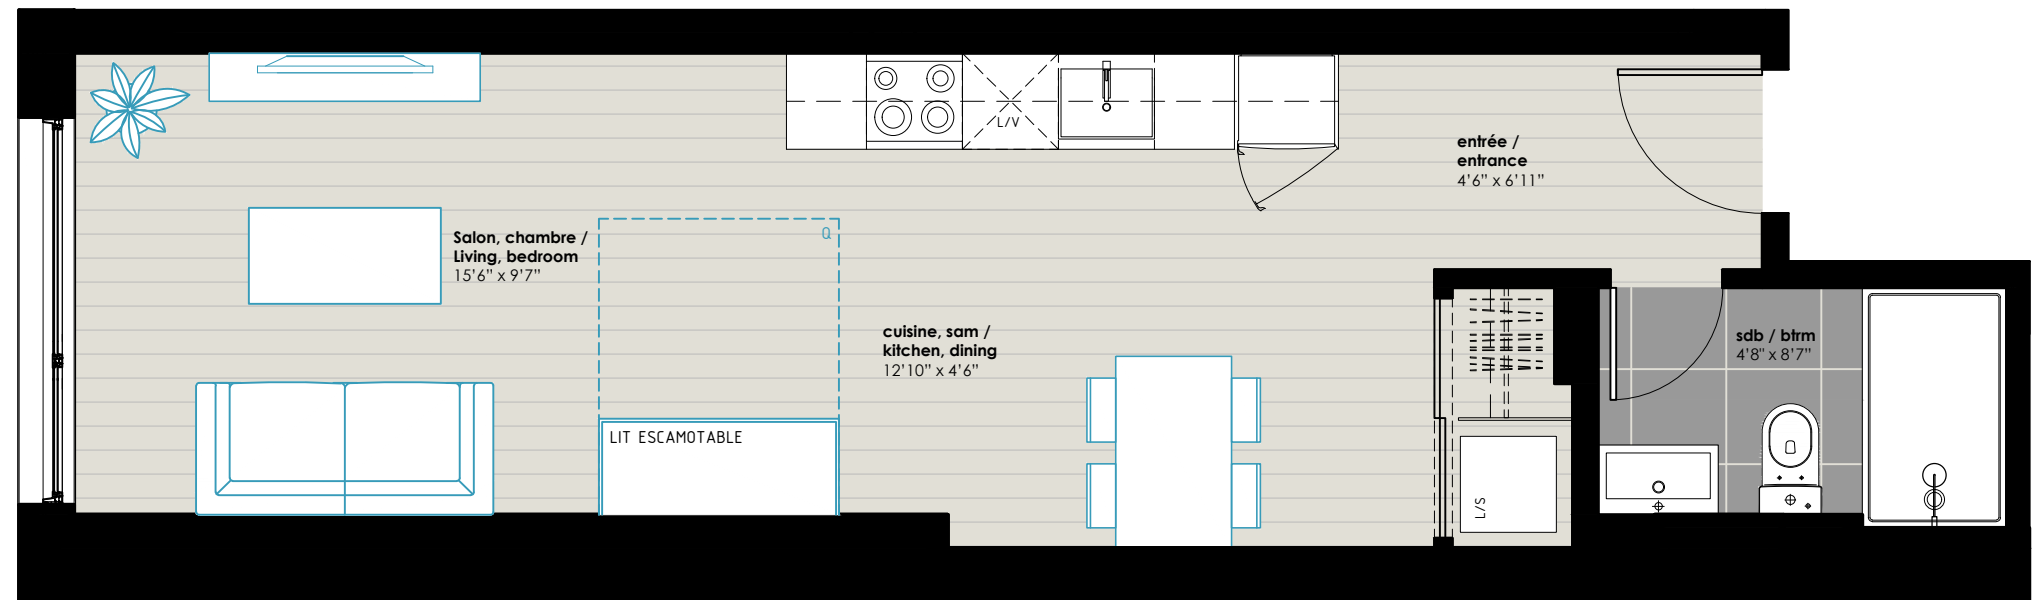 L/V
entrée /
entrance
4'6" x 6'11"
Q
Salon, chambre /
Living, bedroom
15'6" x 9'7"
cuisine, sam /
kitchen, dining
12'10" x 4'6"
sdb / btrm
4'8" x 8'7"
LIT ESCAMOTABLE
L/S